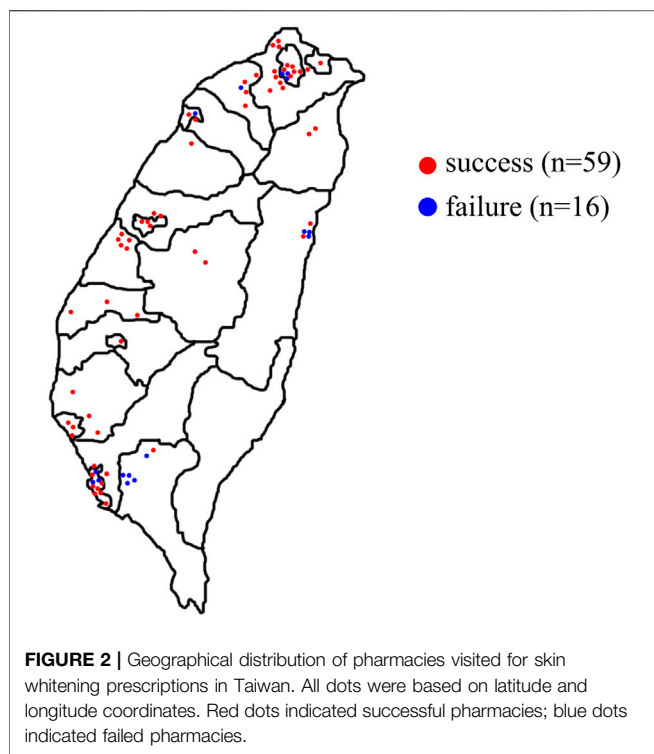 success (n=59)
failure (n=16)
FIGURE 2 | Geographical distribution of pharmacies visited for skin
whitening prescriptions in Taiwan. All dots were based on latitude and
longitude coordinates. Red dots indicated successful pharmacies; blue dots
indicated failed pharmacies.